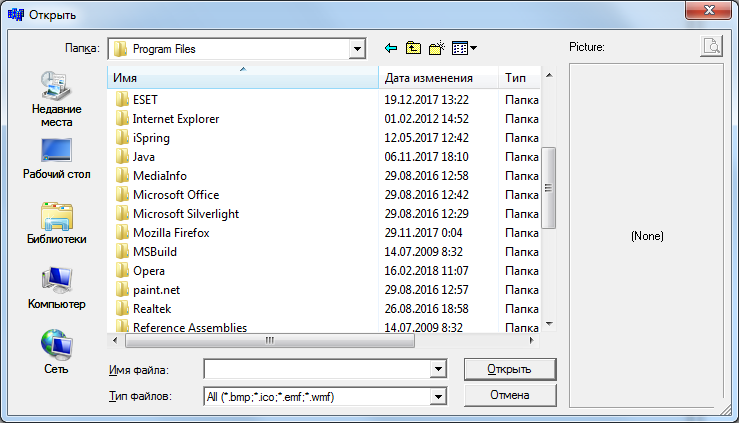 Открыть
Папка: Program Files
Picture:
Имя Дата изменения Тип
ESET 19.12.2017 13:22 Папка
Internet Explorer 01.02.2012 14:52 Папка
iSpring 12.05.2017 12:42 Папка
Java 06.11.2017 18:10 Папка
MediaInfo 29.08.2016 12:58 Папка
Microsoft Office 29.08.2016 12:42 Папка
Microsoft Silverlight 29.08.2016 12:29 Папка
Mozilla Firefox 29.11.2017 0:04 Папка
MSBuild 14.07.2009 8:32 Папка
Opera 16.02.2018 11:07 Папка
paint.net 29.08.2016 12:57 Папка
Realtek 26.08.2016 18:58 Папка
Reference Assemblies 14.07.2009 8:32 Папка
Недавние
места
Рабочий стол
Библиотеки
Компьютер
Сеть
(None)
Имя файла: Открыть
Тип файлов: All (*.bmp;*.ico;*.emf;*.wmf) Отмена